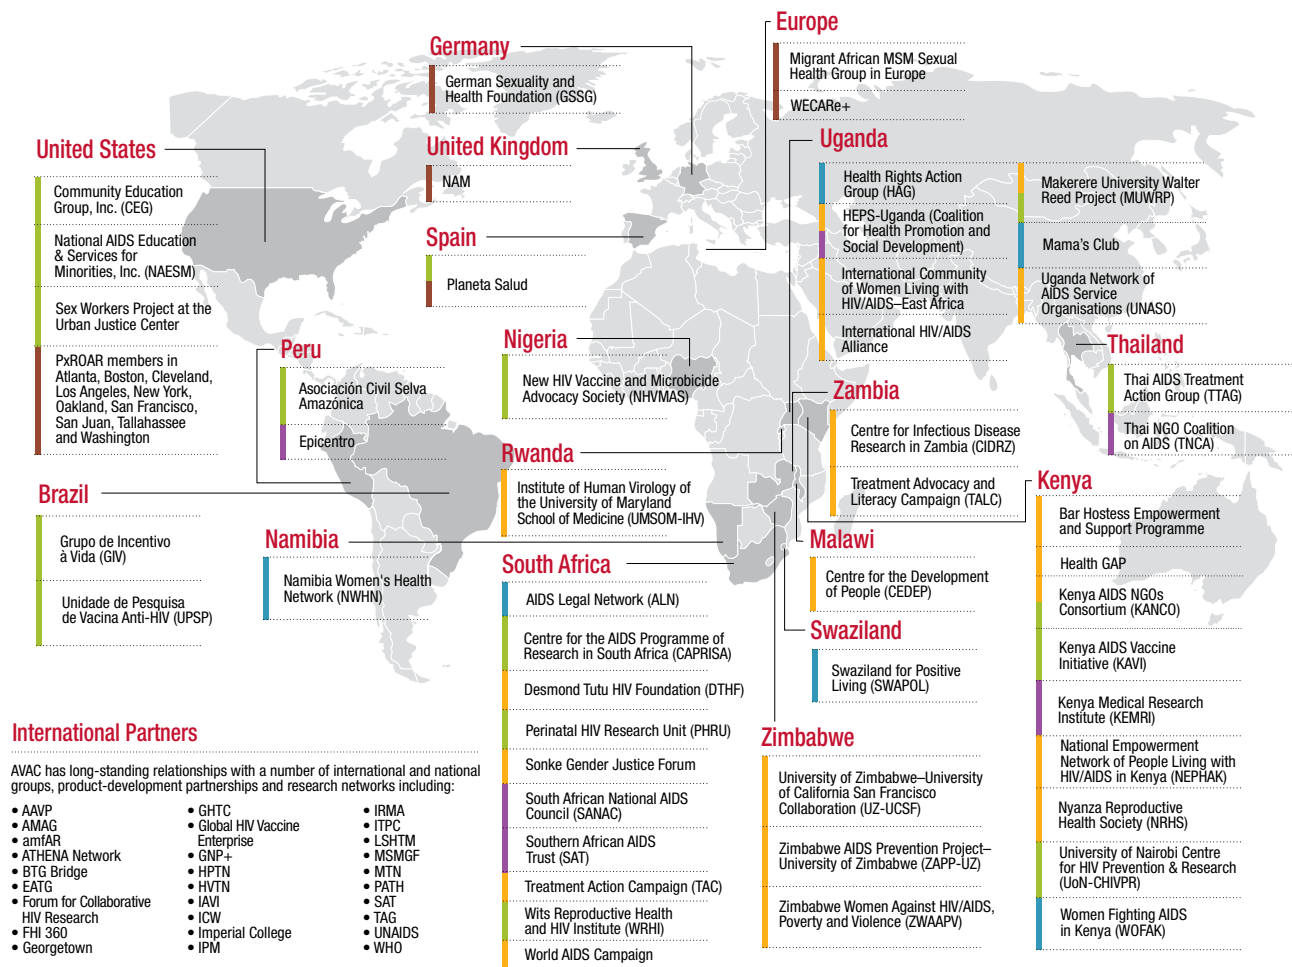 Germany
German Sexuality and
Health Foundation (GSSG)
Europe
Migrant African MSM Sexual
Health Group in Europe
WECARe+
United States
Community Education
Group, Inc. (CEG)
National AIDS Education
& Services for
Minorities, Inc. (NAESM)
Sex Workers Project at the
Urban Justice Center
PxROAR members in
Atlanta, Boston, Cleveland,
Los Angeles, New York,
Oakland, San Francisco,
San Juan, Tallahassee
and Washington
United Kingdom
NAM
Spain
Planeta Salud
Uganda
Health Rights Action
Group (HAG)
HEPS-Uganda (Coalition
for Health Promotion and
Social Development)
International Community
of Women Living with
HIV/AIDS–East Africa
International HIV/AIDS
Alliance
Makerere University Walter
Reed Project (MUWRP)
Mama's Club
Uganda Network of
AIDS Service
Organisations (UNASO)
Peru
Asociación Civil Selva
Amazónica
Epicentro
Nigeria
New HIV Vaccine and Microbicide
Advocacy Society (NHVMAS)
Thailand
Thai AIDS Treatment
Action Group (TTAG)
Thai NGO Coalition
on AIDS (TNCA)
Zambia
Centre for Infectious Disease
Research in Zambia (CIDRZ)
Treatment Advocacy and
Literacy Campaign (TALC)
Rwanda
Institute of Human Virology of
the University of Maryland
School of Medicine (UMSOM-IHV)
Brazil
Grupo de Incentivo
à Vida (GIV)
Unidade de Pesquisa
de Vacina Anti-HIV (UPSP)
Namibia
Namibia Women's Health
Network (NWHN)
South Africa
AIDS Legal Network (ALN)
Centre for the AIDS Programme of
Research in South Africa (CAPRISA)
Desmond Tutu HIV Foundation (DTHF)
Perinatal HIV Research Unit (PHRU)
Sonke Gender Justice Forum
South African National AIDS
Council (SANAC)
Southern African AIDS
Trust (SAT)
Treatment Action Campaign (TAC)
Wits Reproductive Health
and HIV Institute (WRHI)
World AIDS Campaign
Malawi
Centre for the Development
of People (CEDEP)
Swaziland
Swaziland for Positive
Living (SWAPOL)
Zimbabwe
University of Zimbabwe–University
of California San Francisco
Collaboration (UZ-UCSF)
Zimbabwe AIDS Prevention Project–
University of Zimbabwe (ZAPP-UZ)
Zimbabwe Women Against HIV/AIDS,
Poverty and Violence (ZWAAPV)
Kenya
Bar Hostess Empowerment
and Support Programme
Health GAP
Kenya AIDS NGOs
Consortium (KANCO)
Kenya AIDS Vaccine
Initiative (KAVI)
Kenya Medical Research
Institute (KEMRI)
National Empowerment
Network of People Living with
HIV/AIDS in Kenya (NEPHAK)
Nyanza Reproductive
Health Society (NRHS)
University of Nairobi Centre
for HIV Prevention & Research
(UoN-CHIVPR)
Women Fighting AIDS
in Kenya (WOFAK)
International Partners
AVAC has long-standing relationships with a number of international and national
groups, product-development partnerships and research networks including:
• AAVP
• AMAG
• amfAR
• ATHENA Network
• BTG Bridge
• EATG
• Forum for Collaborative
HIV Research
• FHI 360
• Georgetown
• GHTC
• Global HIV Vaccine
Enterprise
• GNP+
• HPTN
• HVTN
• IAVI
• ICW
• Imperial College
• IPM
• IRMA
• ITPC
• LSHTM
• MSMGF
• MTN
• PATH
• SAT
• TAG
• UNAIDS
• WHO